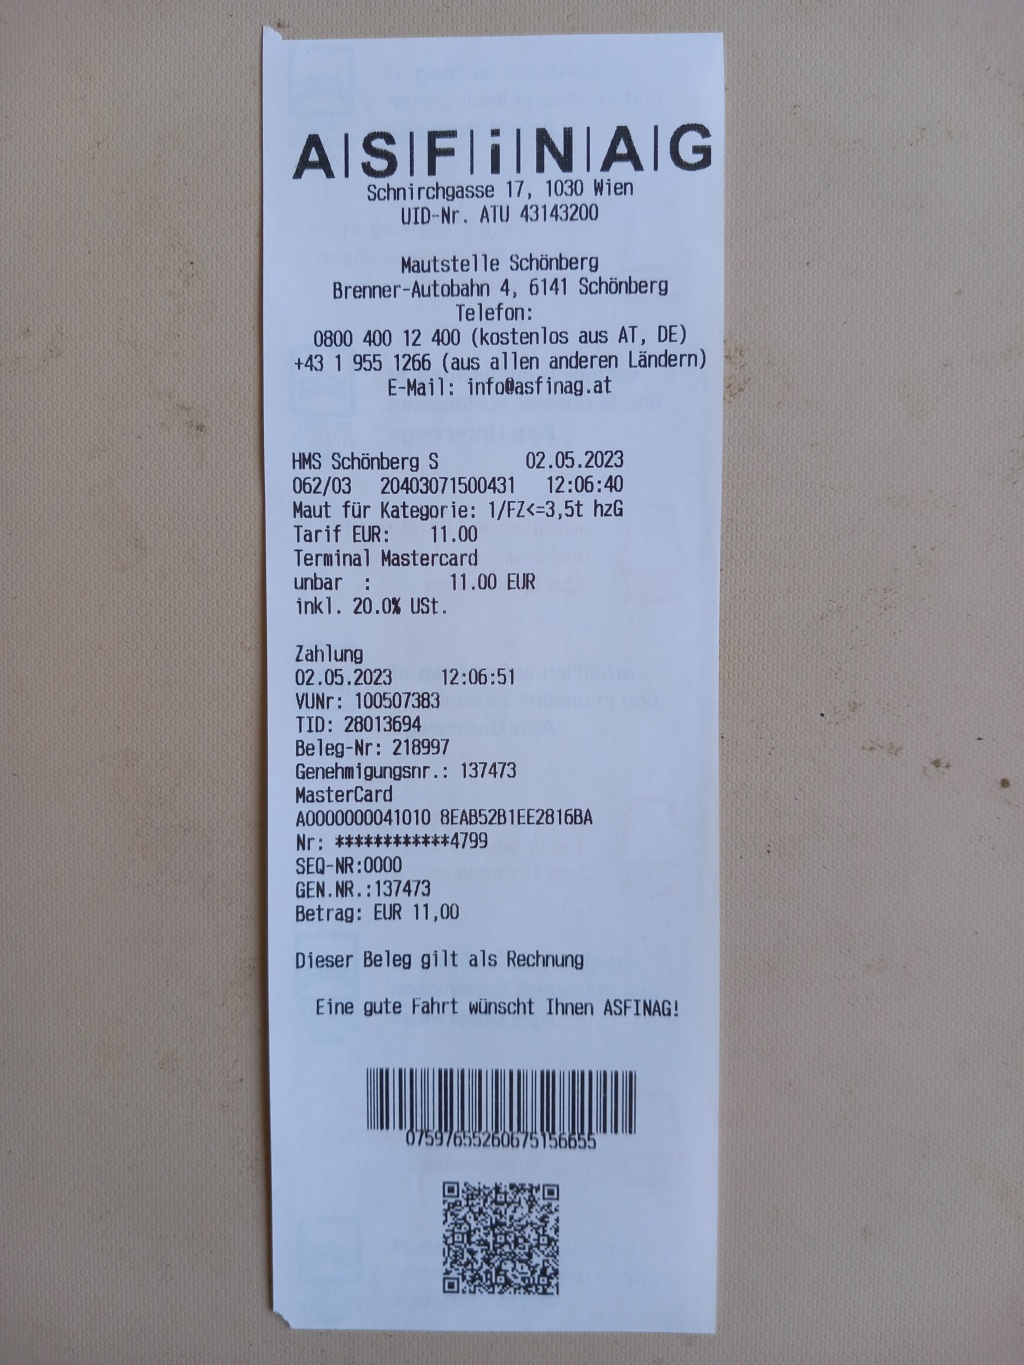 A|S|F|i|N|A|G
Schnirchgasse 17, 1030 Wien
UID-Nr. ATU 43143200
Mautstelle Schönberg
Brenner-Autobahn 4, 6141 Schönberg
Telefon:
0800 400 12 400 (kostenlos aus AT, DE)
+43 1 955 1266 (aus allen anderen Ländern)
E-Mail: info@asfinag.at
HMS Schönberg S 02.05.2023
062/03 20403071500431 12:06:40
Maut für Kategorie: 1/FZ<=3,5t hzG
Tarif EUR: 11.00
Terminal Mastercard
unbar : 11.00 EUR
inkl. 20.0% USt.
Zahlung
02.05.2023 12:06:51
VUNr: 100507383
TID: 28013694
Beleg-Nr: 218997
Genehmigungsnr.: 137473
MasterCard
A0000000041010 8EAB52B1EE2816BA
Nr: ************4799
SEQ-NR:0000
GEN.NR.:137473
Betrag: EUR 11,00
Dieser Beleg gilt als Rechnung
Eine gute Fahrt wünscht Ihnen ASFINAG!
07597655260675156655